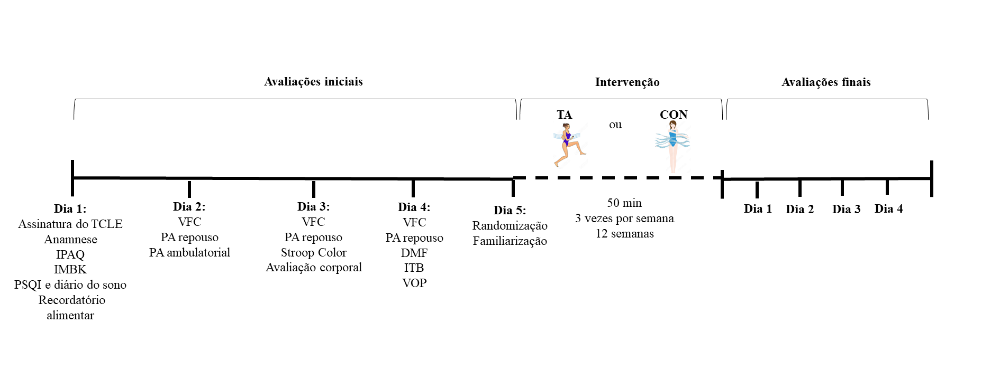 Avaliações iniciais
Intervenção
Avaliações finais
TA
ou
CON
Dia 1:
Assinatura do TCLE
Anamnese
IPAQ
IMBK
PSQI e diário do sono
Recordatório
alimentar
Dia 2:
VFC
PA repouso
PA ambulatorial
Dia 3:
VFC
PA repouso
Stroop Color
Avaliação corporal
Dia 4:
VFC
PA repouso
DMF
ITB
VOP
Dia 5:
Randomização
Familiarização
50 min
3 vezes por semana
12 semanas
Dia 1
Dia 2
Dia 3
Dia 4